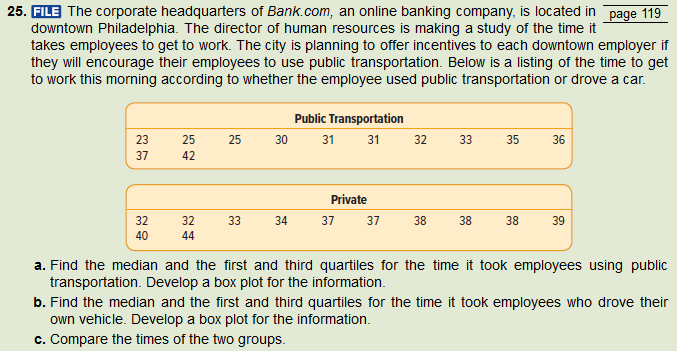 25. FILE The corporate headquarters of Bank.com, an online banking company, is located in page 119
downtown Philadelphia. The director of human resources is making a study of the time it
takes employees to get to work. The city is planning to offer incentives to each downtown employer if
they will encourage their employees to use public transportation. Below is a listing of the time to get
to work this morning according to whether the employee used public transportation or drove a car.
Public Transportation
23 25 25 30 31 31 32 33 35 36
37 42
Private
32 32 33 34 37 37 38 38 38 39
40 44
a. Find the median and the first and third quartiles for the time it took employees using public
transportation. Develop a box plot for the information.
b. Find the median and the first and third quartiles for the time it took employees who drove their
own vehicle. Develop a box plot for the information.
c. Compare the times of the two groups.